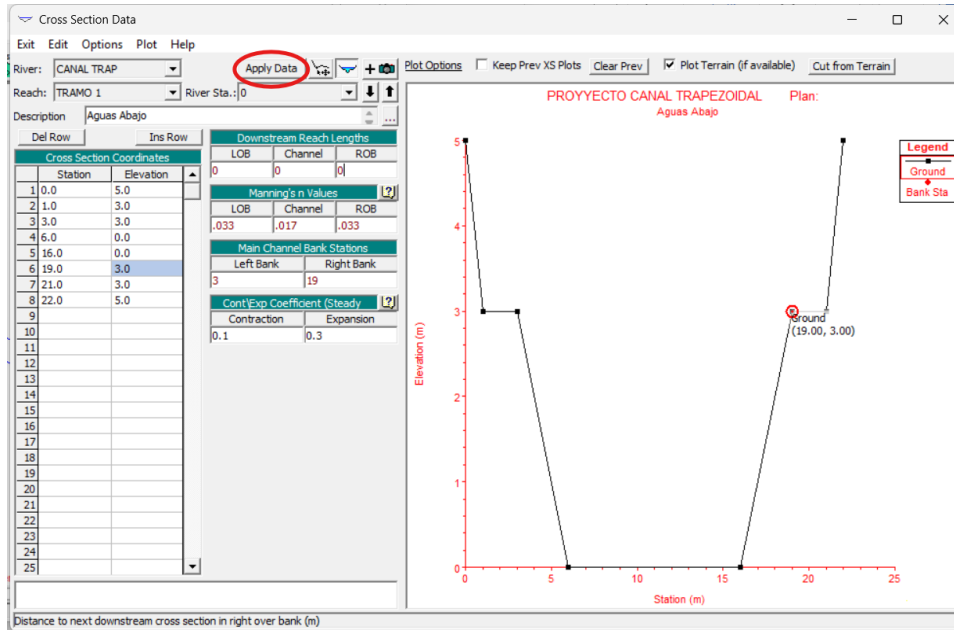 Cross Section Data
Exit Edit Options Plot Help
River: CANAL TRAP Apply Data + Plot Options Keep Prev XS Plots Clear Prev Plot Terrain (if available) Cut from Terrain
Reach: TRAMO 1 River Sta.: 0
Description Aguas Abajo ...
Del Row Ins Row
Cross Section Coordinates
Station Elevation
1 0.0 5.0
2 1.0 3.0
3 3.0 3.0
4 6.0 0.0
5 16.0 0.0
6 19.0 3.0
7 21.0 3.0
8 22.0 5.0
9
10
11
12
13
14
15
16
17
18
19
20
21
22
23
24
25
Downstream Reach Lengths
LOB Channel ROB
0 0 0
Manning's n Values ?
LOB Channel ROB
.033 .017 .033
Main Channel Bank Stations
Left Bank Right Bank
3 19
Cont\Exp Coefficient (Steady ?
Contraction Expansion
0.1 0.3
PROYYECTO CANAL TRAPEZOIDAL Plan:
Aguas Abajo
Legend
Ground
Bank Sta
Ground
(19.00, 3.00)
5
4
3
2
1
0
Elevation (m)
0 5 10 15 20 25
Station (m)
Distance to next downstream cross section in right over bank (m)